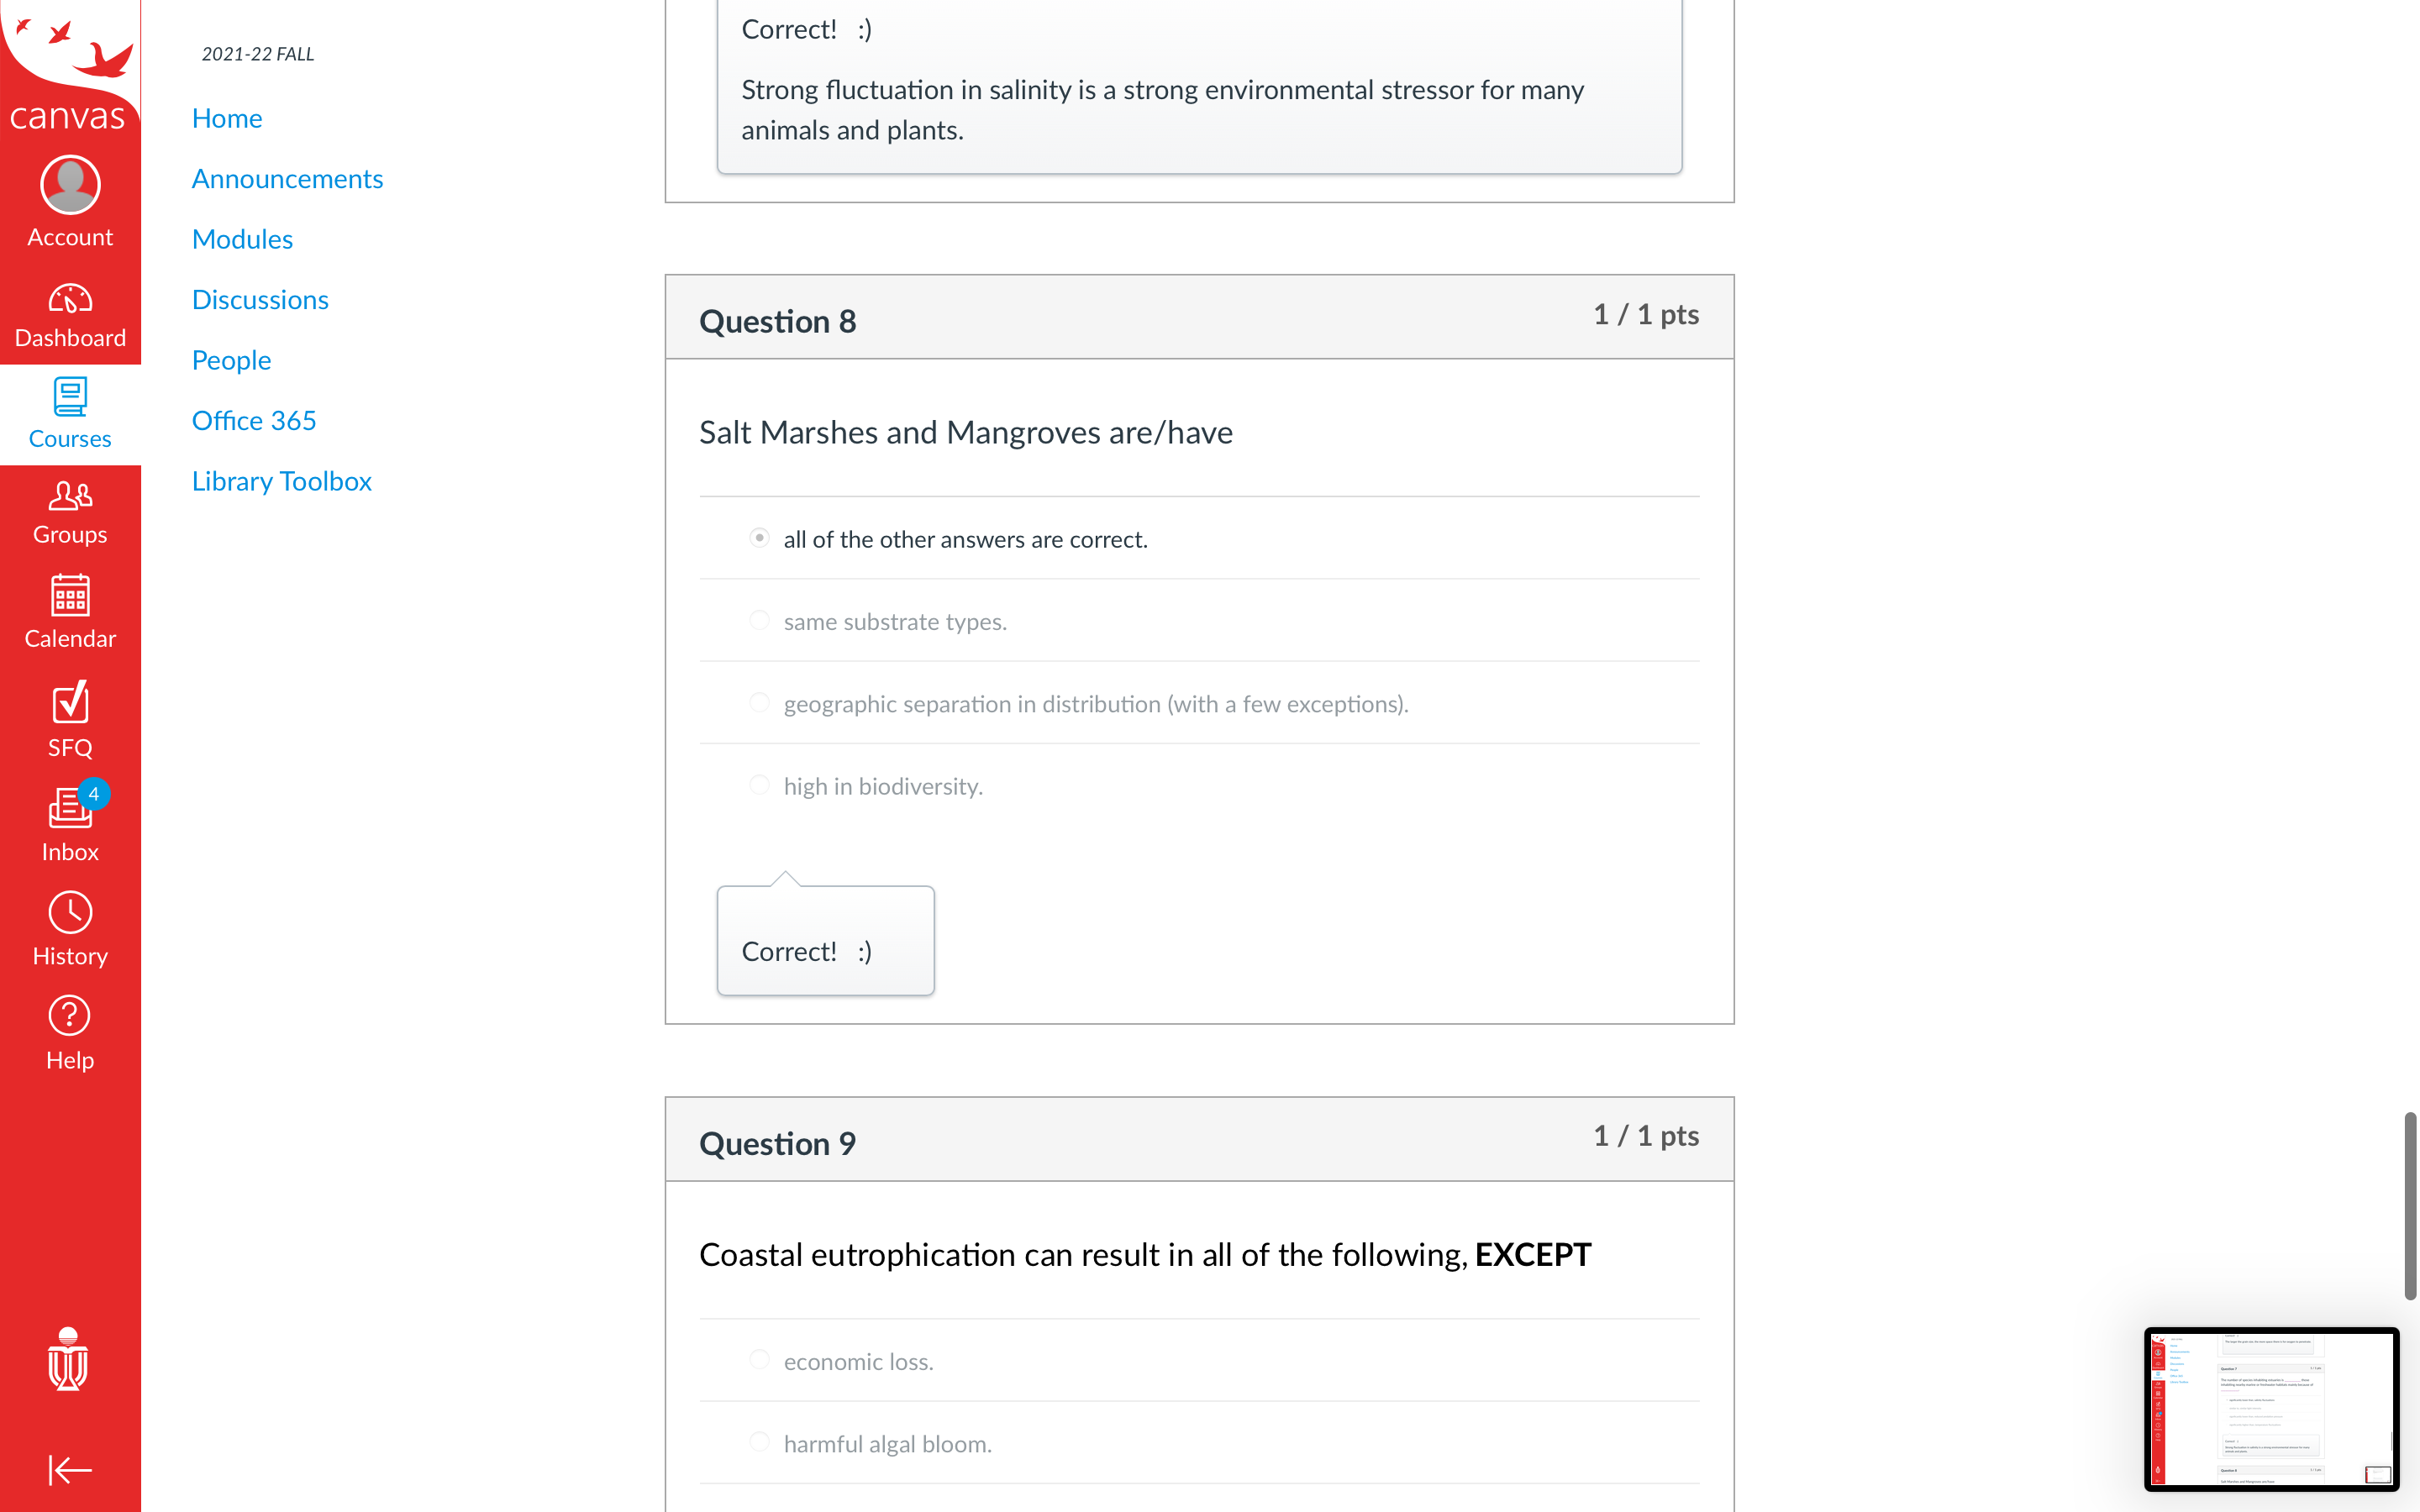 canvas
Account
Dashboard
Courses
Groups
Calendar
SFQ
4
Inbox
History
Help
2021-22 FALL
Home
Announcements
Modules
Discussions
People
Office 365
Library Toolbox
Correct! :)
Strong fluctuation in salinity is a strong environmental stressor for many
animals and plants.
Question 8
1 / 1 pts
Salt Marshes and Mangroves are/have
all of the other answers are correct.
same substrate types.
geographic separation in distribution (with a few exceptions).
high in biodiversity.
Correct! :)
Question 9
1 / 1 pts
Coastal eutrophication can result in all of the following, EXCEPT
economic loss.
harmful algal bloom.